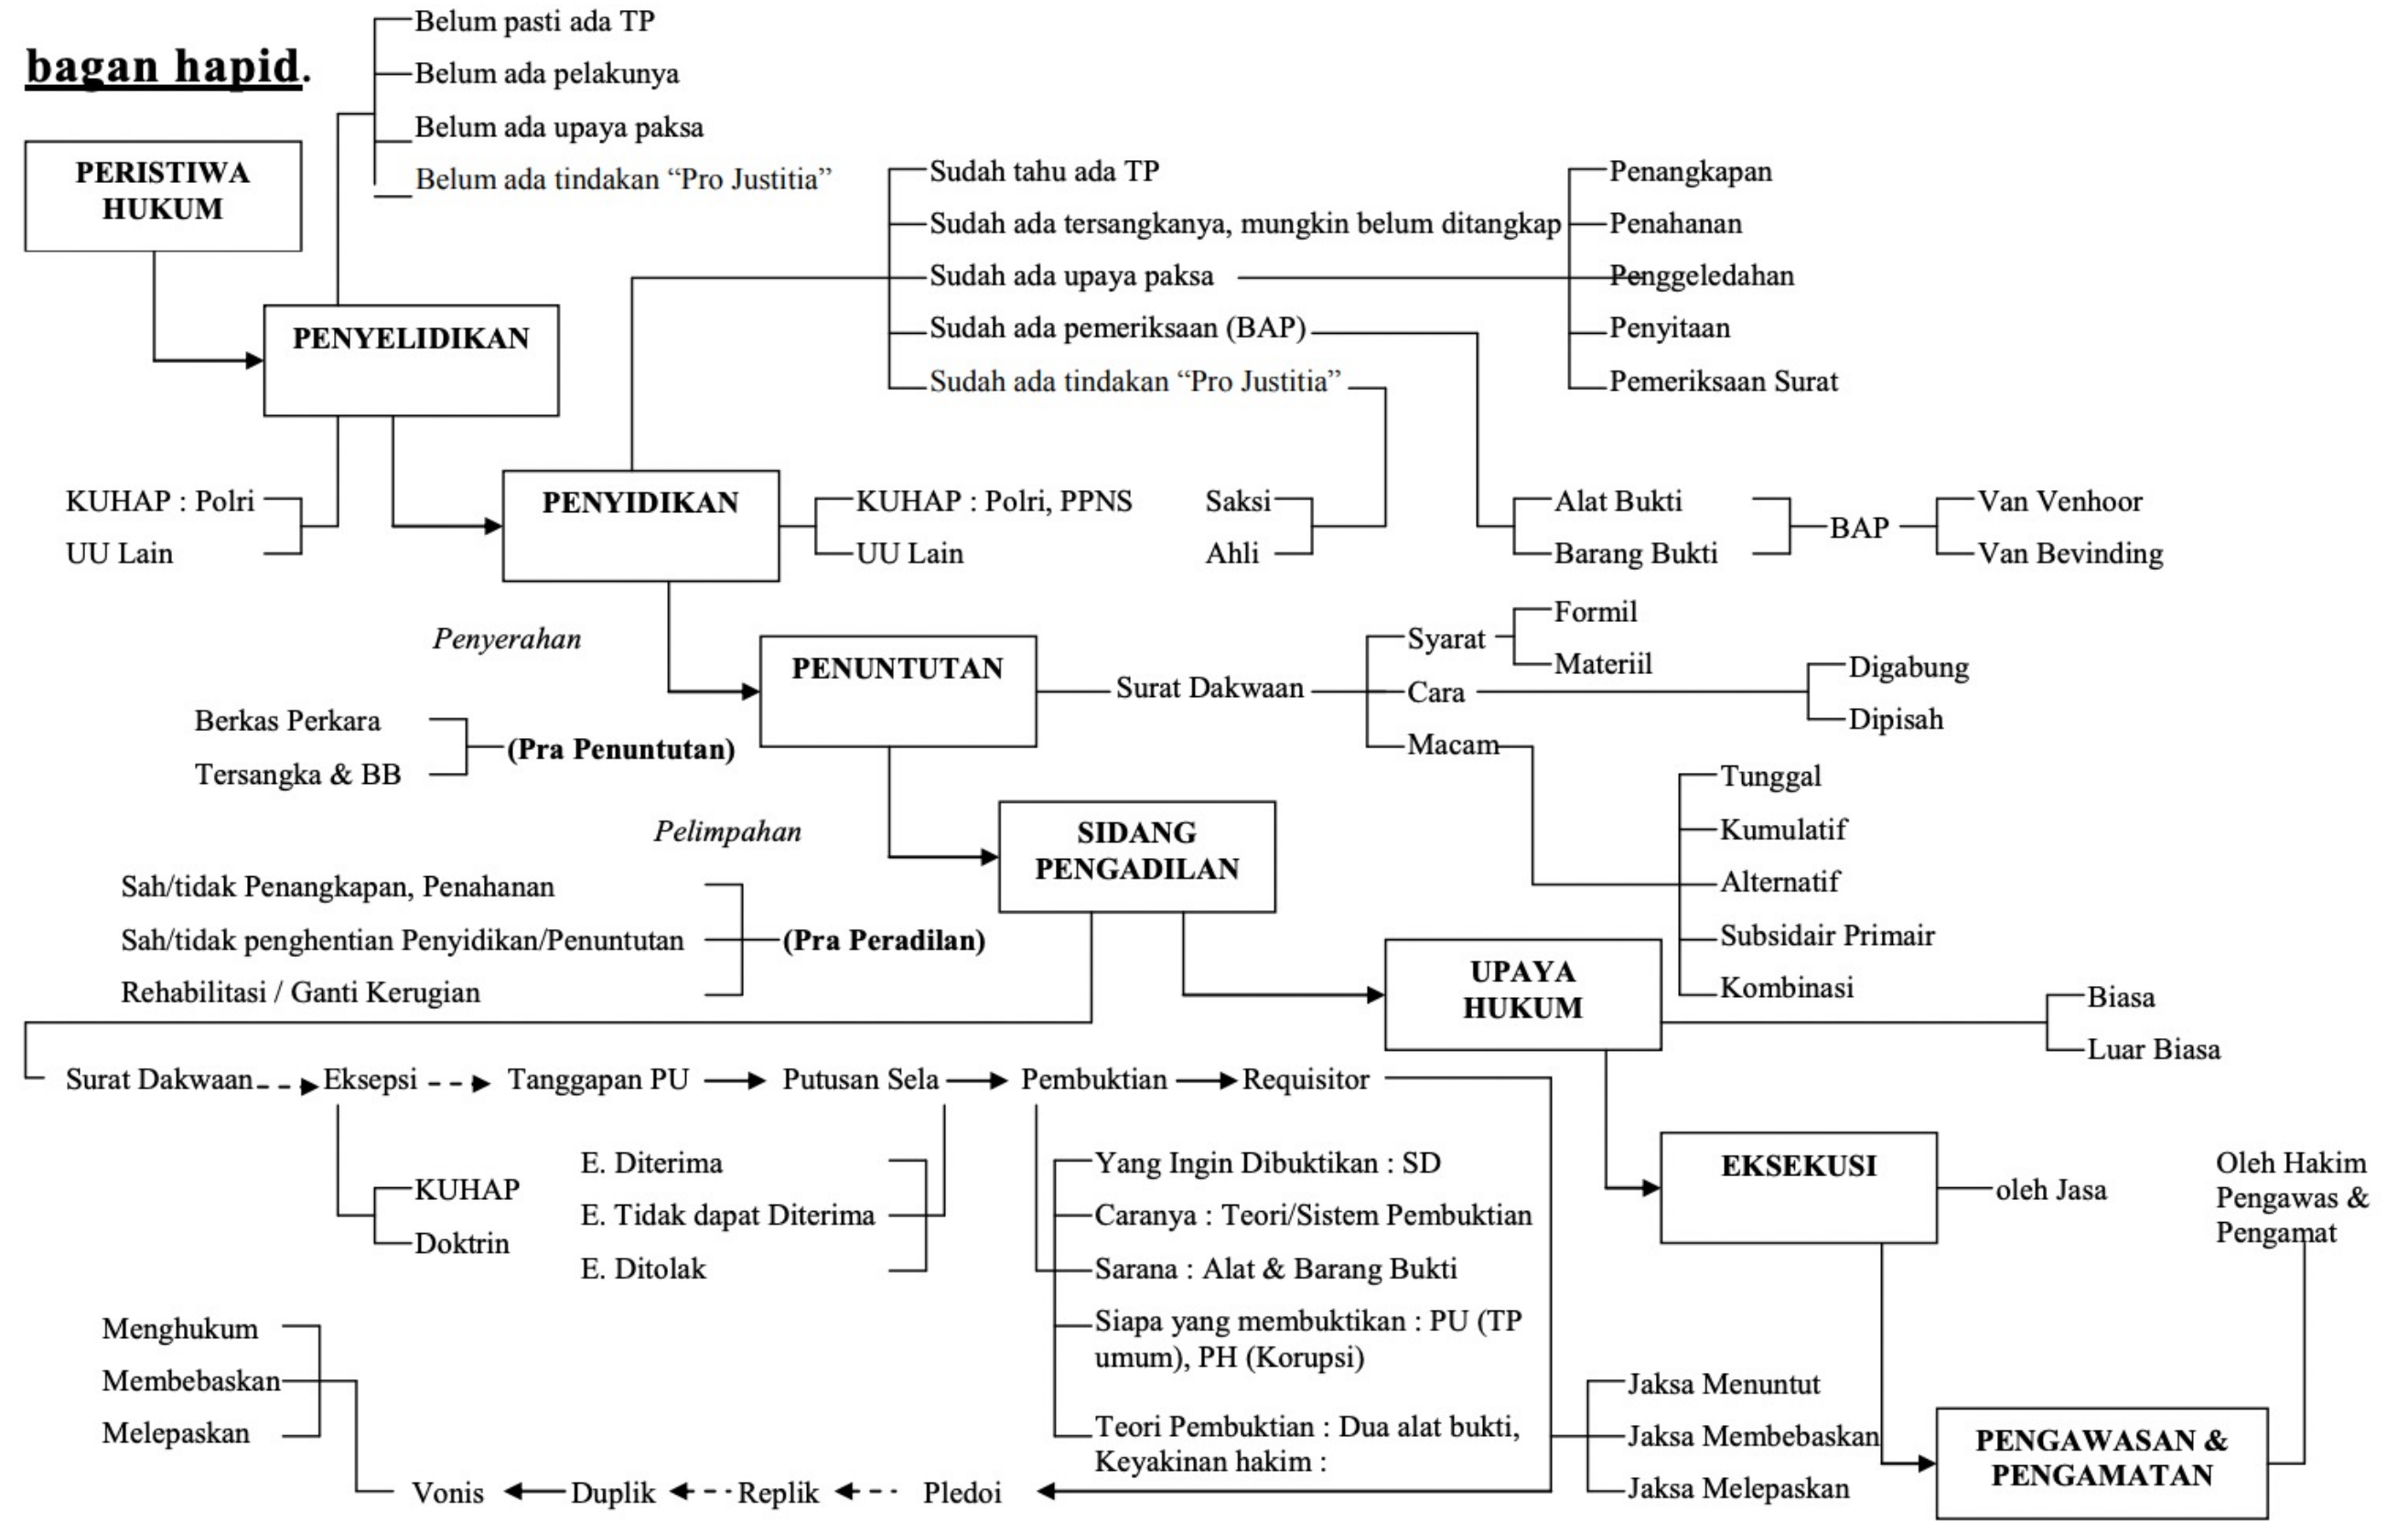 bagan hapid.
Belum pasti ada TP
Belum ada pelakunya
Belum ada upaya paksa
Belum ada tindakan “Pro Justitia”
PERISTIWA
HUKUM
PENYELIDIKAN
KUHAP : Polri
UU Lain
Sudah tahu ada TP
Sudah ada tersangkanya, mungkin belum ditangkap
Sudah ada upaya paksa
Sudah ada pemeriksaan (BAP)
Sudah ada tindakan “Pro Justitia”
Penangkapan
Penahanan
Penggeledahan
Penyitaan
Pemeriksaan Surat
PENYIDIKAN
KUHAP : Polri, PPNS
UU Lain
Saksi
Ahli
Alat Bukti
Barang Bukti
BAP
Van Venhoor
Van Bevinding
Penyerahan
Berkas Perkara
Tersangka & BB
(Pra Penuntutan)
PENUNTUTAN
Surat Dakwaan
Syarat
Cara
Macam
Formil
Materiil
Digabung
Dipisah
Tunggal
Kumulatif
Alternatif
Subsidair Primair
Kombinasi
Pelimpahan
SIDANG
PENGADILAN
Sah/tidak Penangkapan, Penahanan
Sah/tidak penghentian Penyidikan/Penuntutan
Rehabilitasi / Ganti Kerugian
(Pra Peradilan)
UPAYA
HUKUM
Biasa
Luar Biasa
Surat Dakwaan
Eksepsi
Tanggapan PU
Putusan Sela
Pembuktian
Requisitor
KUHAP
Doktrin
E. Diterima
E. Tidak dapat Diterima
E. Ditolak
Yang Ingin Dibuktikan : SD
Caranya : Teori/Sistem Pembuktian
Sarana : Alat & Barang Bukti
Siapa yang membuktikan : PU (TP
umum), PH (Korupsi)
Teori Pembuktian : Dua alat bukti,
Keyakinan hakim :
EKSEKUSI
oleh Jasa
Oleh Hakim
Pengawas &
Pengamat
Jaksa Menuntut
Jaksa Membebaskan
Jaksa Melepaskan
PENGAWASAN &
PENGAMATAN
Menghukum
Membebaskan
Melepaskan
Vonis
Duplik
Replik
Pledoi